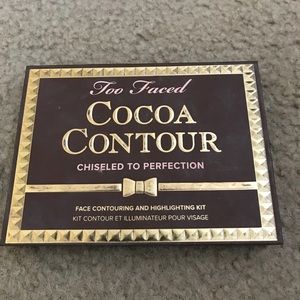 Too Faced
COCOA
CONTOUR
CHISELED TO PERFECTION
FACE CONTOURING AND HIGHLIGHTING KIT
KIT CONTOUR ET ILLUMINATEUR POUR VISAGE